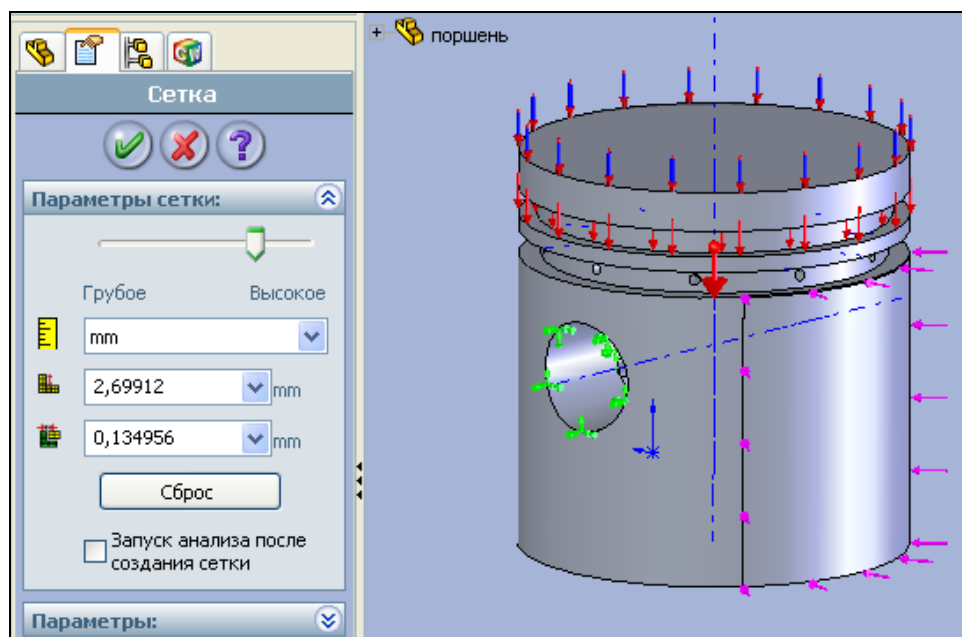 поршень
Сетка
Параметры сетки:
Грубое Высокое
mm
2,69912 mm
0,134956 mm
Сброс
Запуск анализа после
создания сетки
Параметры: